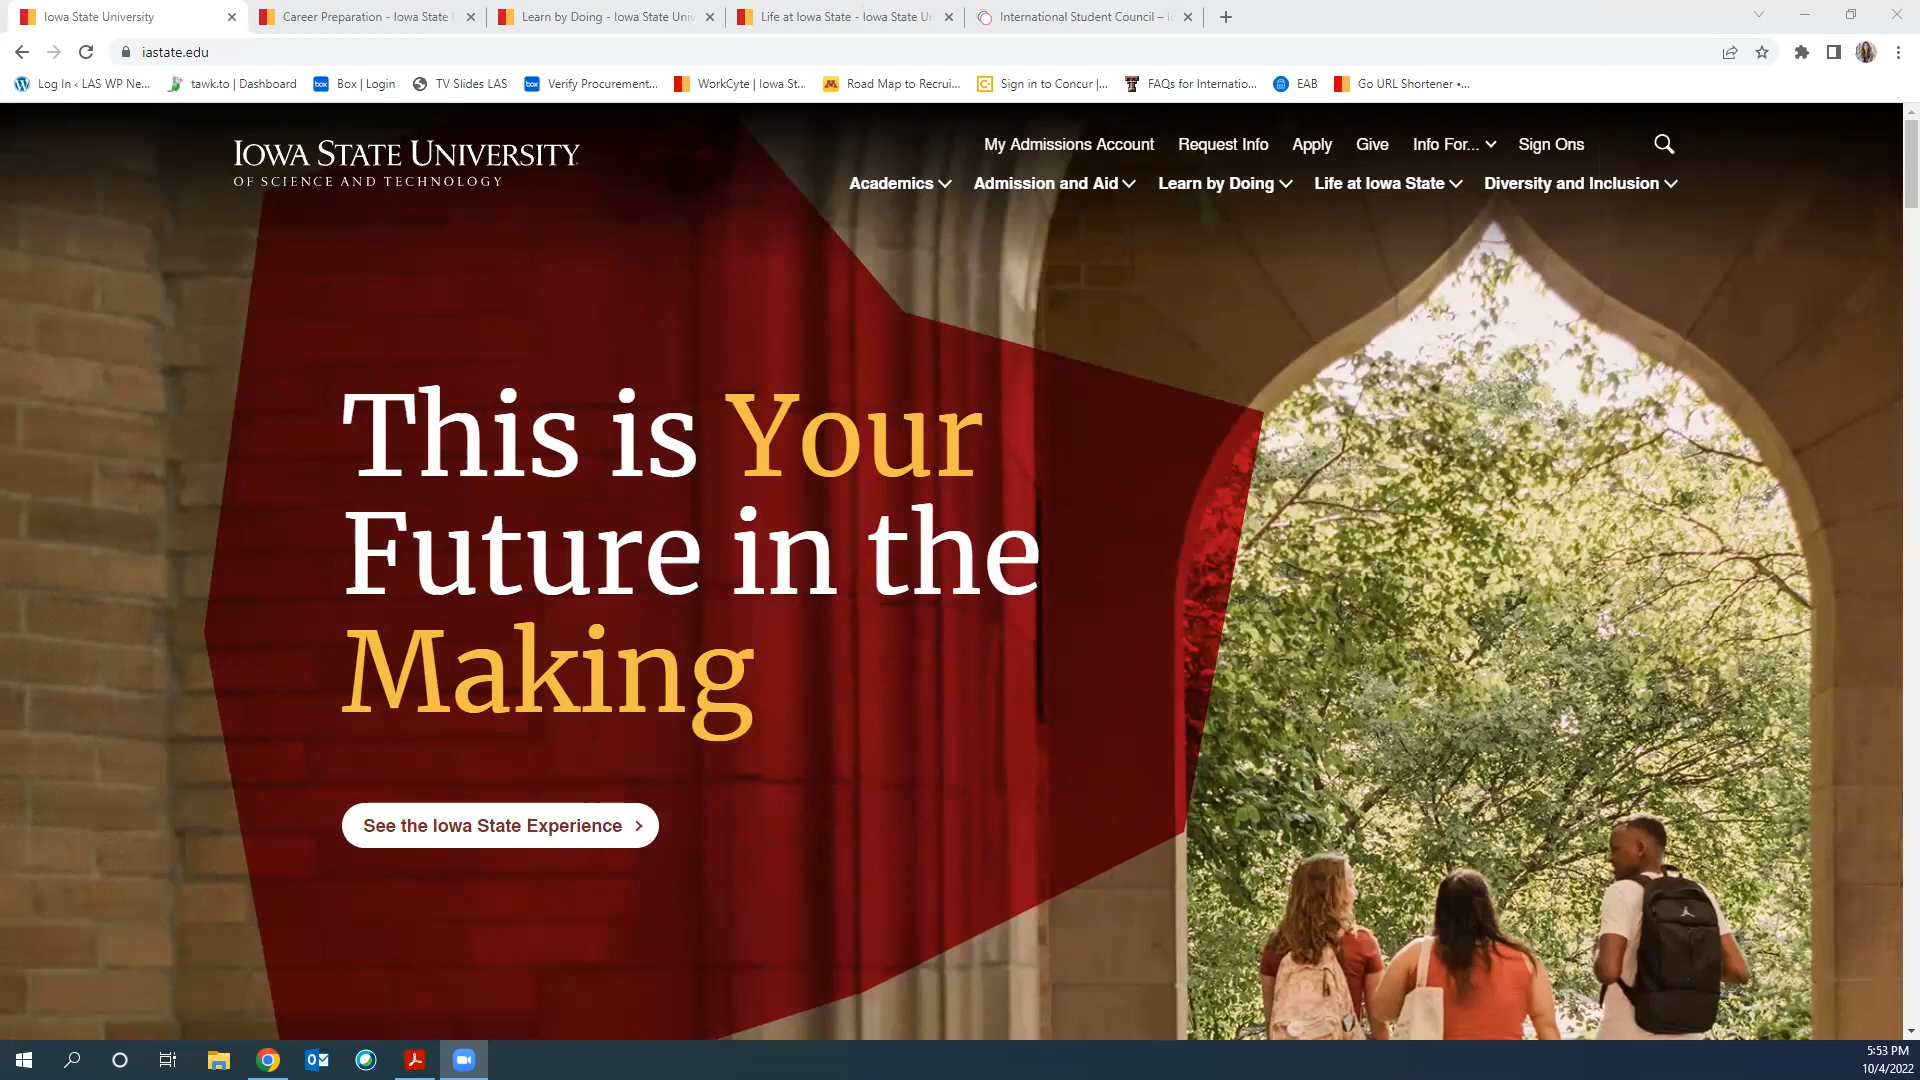 Iowa State University
Career Preparation - Iowa State
Learn by Doing - Iowa State Univ
Life at Iowa State - Iowa State Un
International Student Council –
iastate.edu
Log In ‹ LAS WP Ne...
tawk.to | Dashboard
Box | Login
TV Slides LAS
Verify Procurement...
WorkCyte | Iowa St...
Road Map to Recrui...
Sign in to Concur |...
FAQs for Internatio...
EAB
Go URL Shortener •...
IOWA STATE UNIVERSITY
OF SCIENCE AND TECHNOLOGY
My Admissions Account
Request Info
Apply
Give
Info For...
Sign Ons
Academics
Admission and Aid
Learn by Doing
Life at Iowa State
Diversity and Inclusion
This is Your
Future in the
Making
See the Iowa State Experience
5:53 PM
10/4/2022